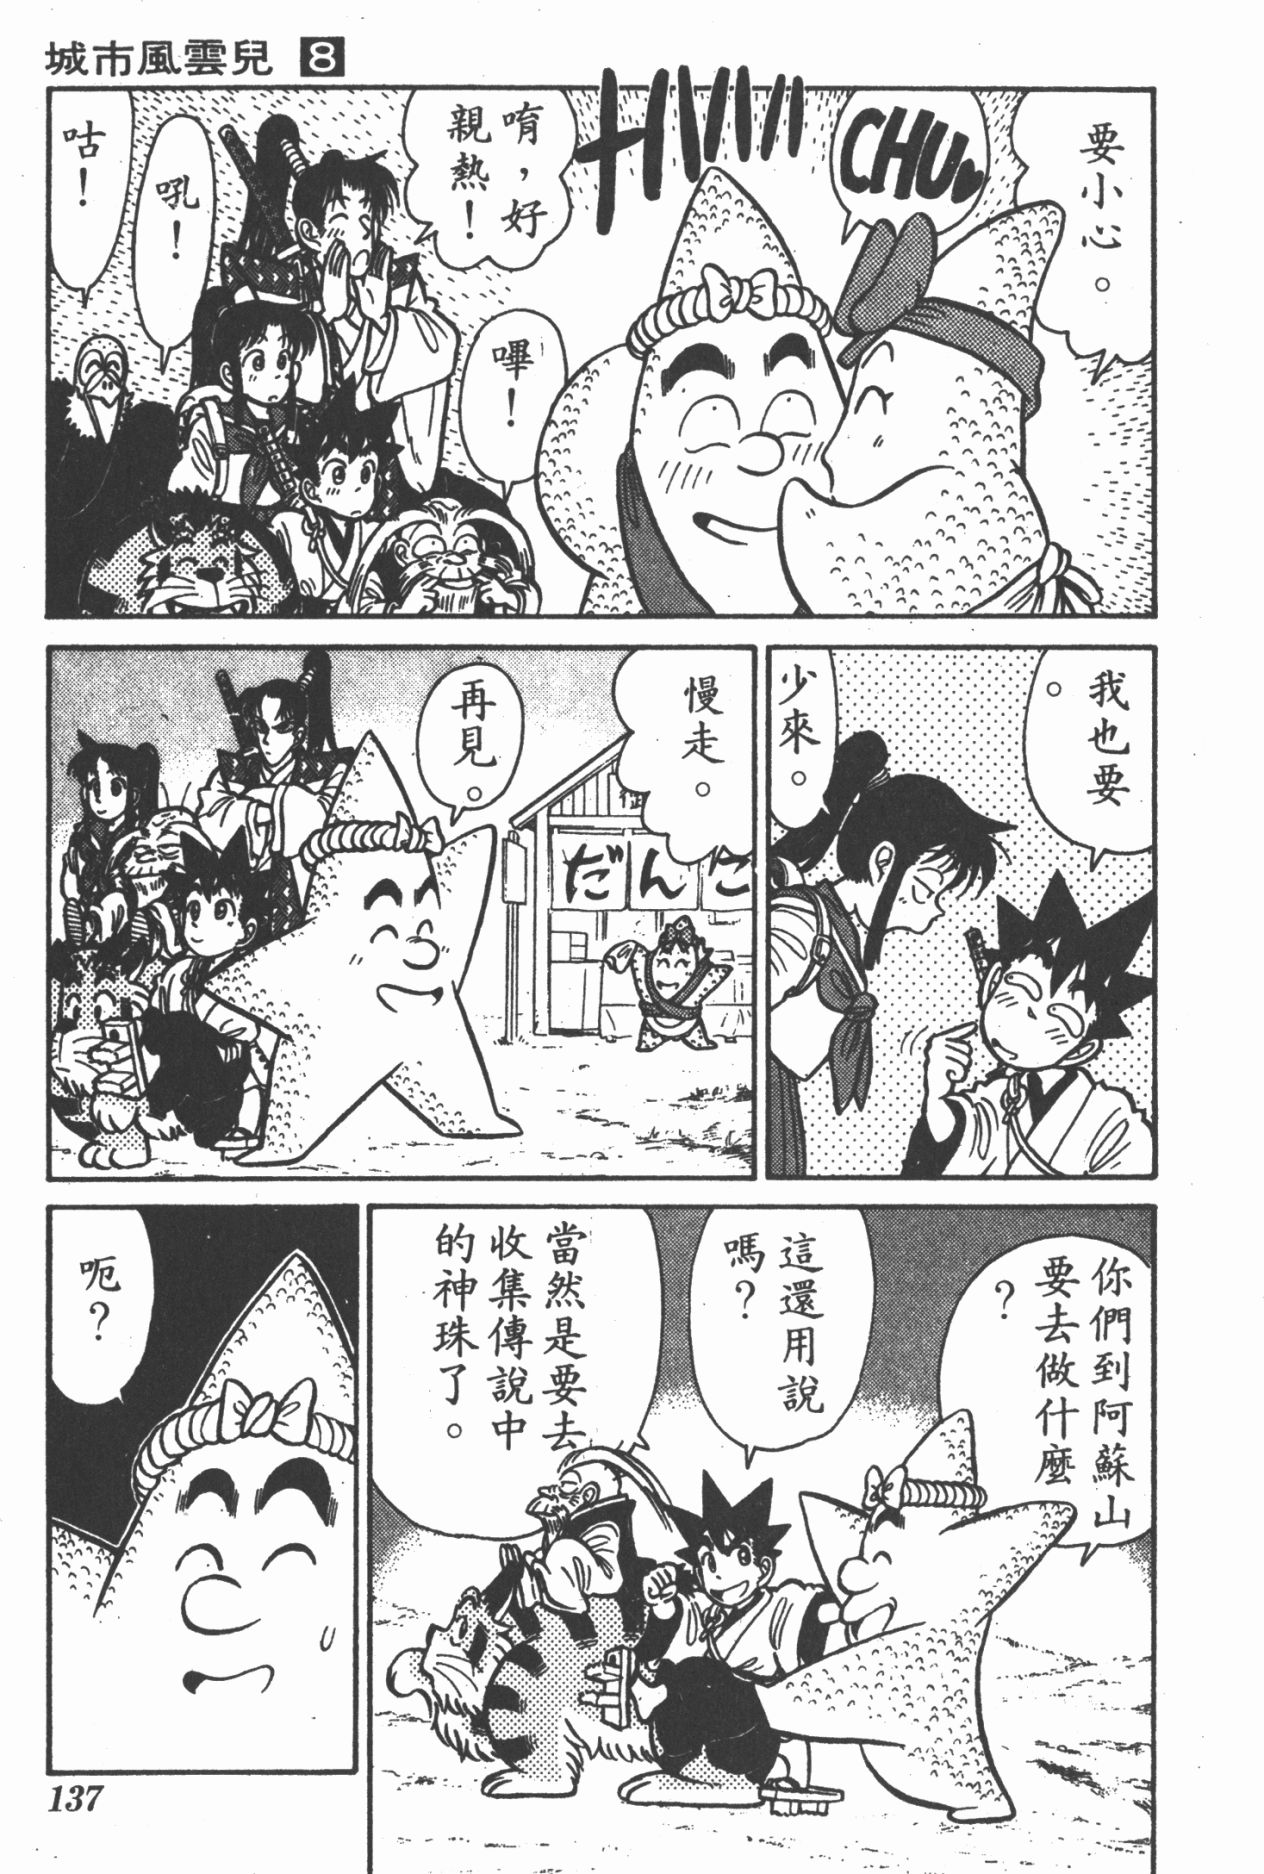 城市風雲兒 8
要小心。
CHU♥
唷，好
親熱！
嗶！
吼！
咕！
我也要
。
少來。
慢走。
再見。
だんご
你們到阿蘇山
要去做什麼
？
這還用說
嗎？
當然是要去
收集傳說中
的神珠了。
呃？
137